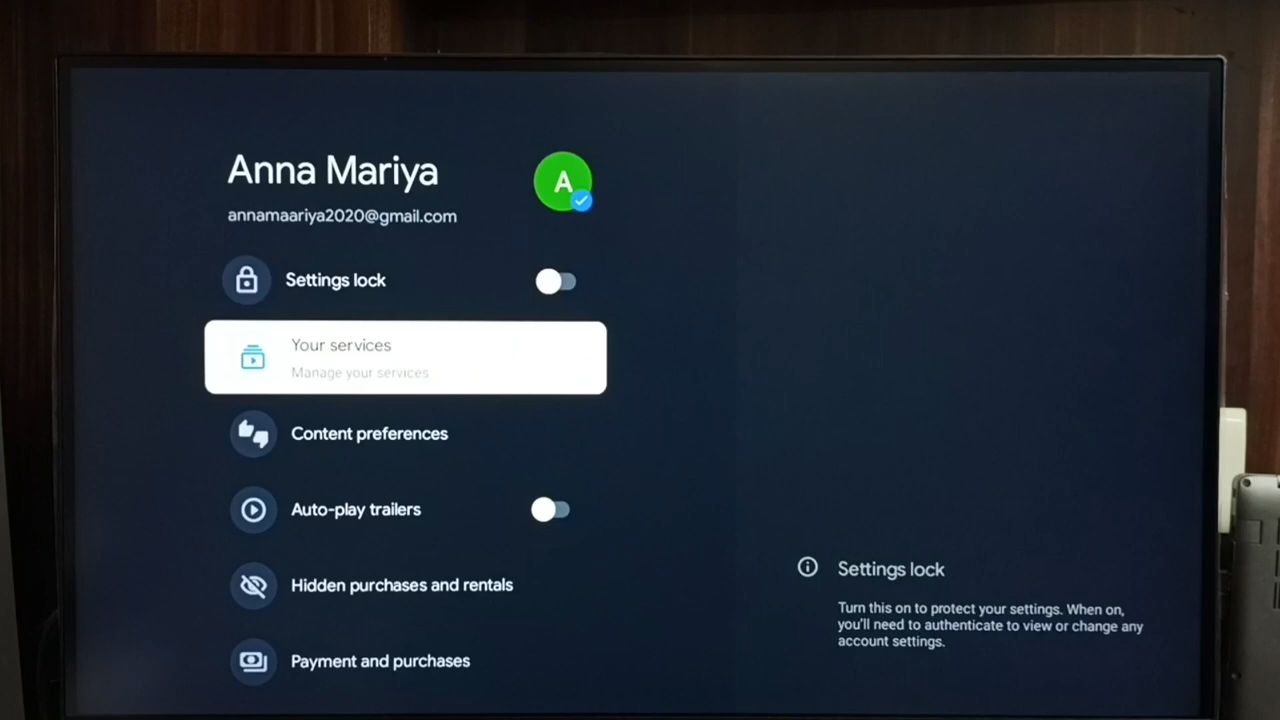 Anna Mariya
A
annamaariya2020@gmail.com
Settings lock
Your services
Manage your services
Content preferences
Auto-play trailers
Hidden purchases and rentals
Payment and purchases
Settings lock
Turn this on to protect your settings. When on,
you'll need to authenticate to view or change any
account settings.